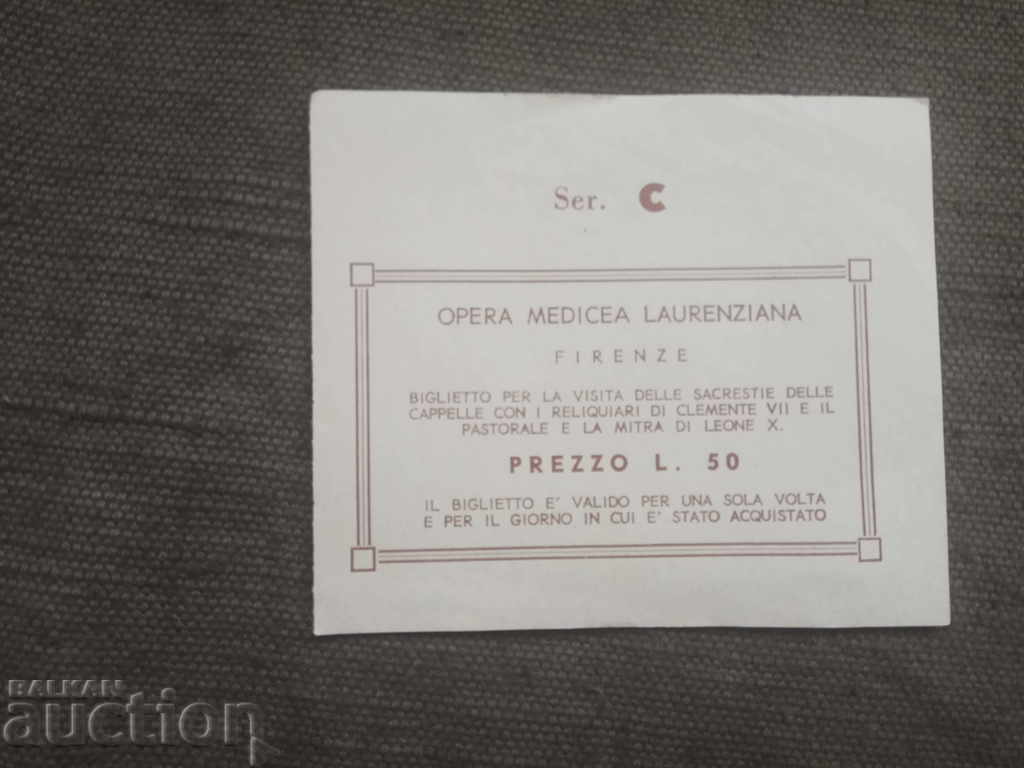 Ser. C
OPERA MEDICEA LAURENZIANA
FIRENZE
BIGLIETTO PER LA VISITA DELLE SACRESTIE DELLE
CAPPELLE CON I RELIQUIARI DI CLEMENTE VII E IL
PASTORALE E LA MITRA DI LEONE X.
PREZZO L. 50
IL BIGLIETTO E' VALIDO PER UNA SOLA VOLTA
E PER IL GIORNO IN CUI E' STATO ACQUISTATO
BALKAN
auction